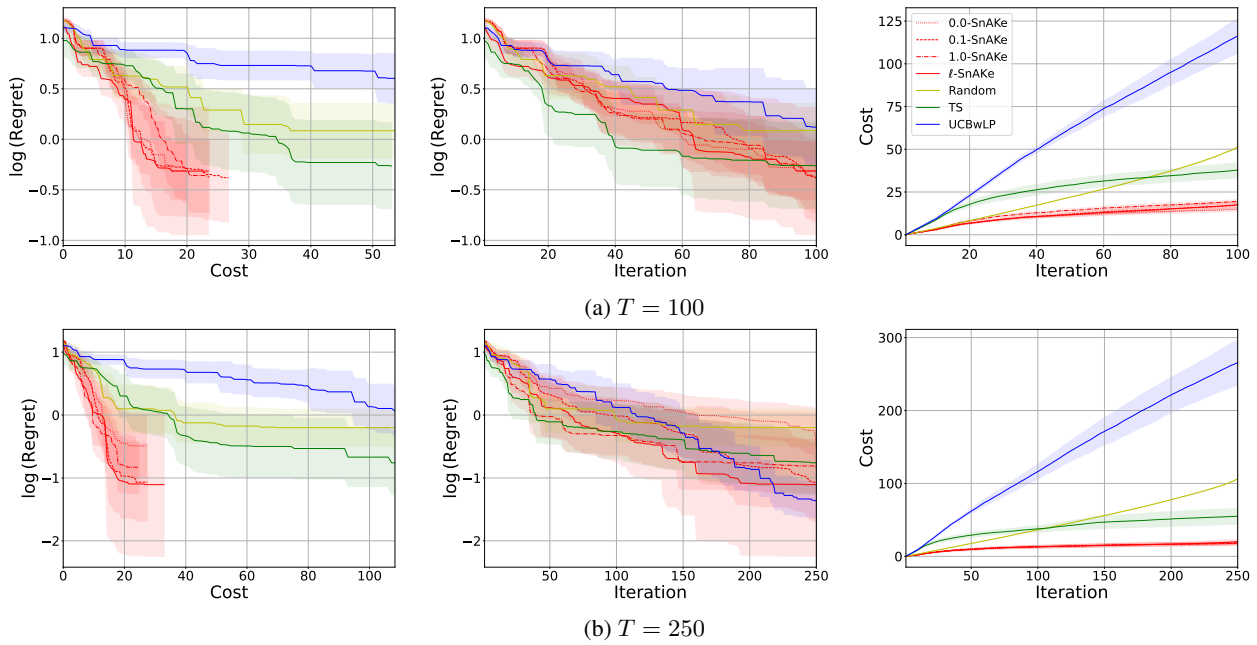 log (Regret)
1.0
0.5
0.0
−0.5
−1.0
0 10 20 30 40 50
Cost
log (Regret)
1.0
0.5
0.0
−0.5
−1.0
20 40 60 80 100
Iteration
Cost
125
100
75
50
25
0
20 40 60 80 100
Iteration
0.0-SnAKe
0.1-SnAKe
1.0-SnAKe
ℓ-SnAKe
Random
TS
UCBwLP
(a) T = 100
log (Regret)
1
0
−1
−2
0 20 40 60 80 100
Cost
log (Regret)
1
0
−1
−2
50 100 150 200 250
Iteration
Cost
300
200
100
0
50 100 150 200 250
Iteration
(b) T = 250